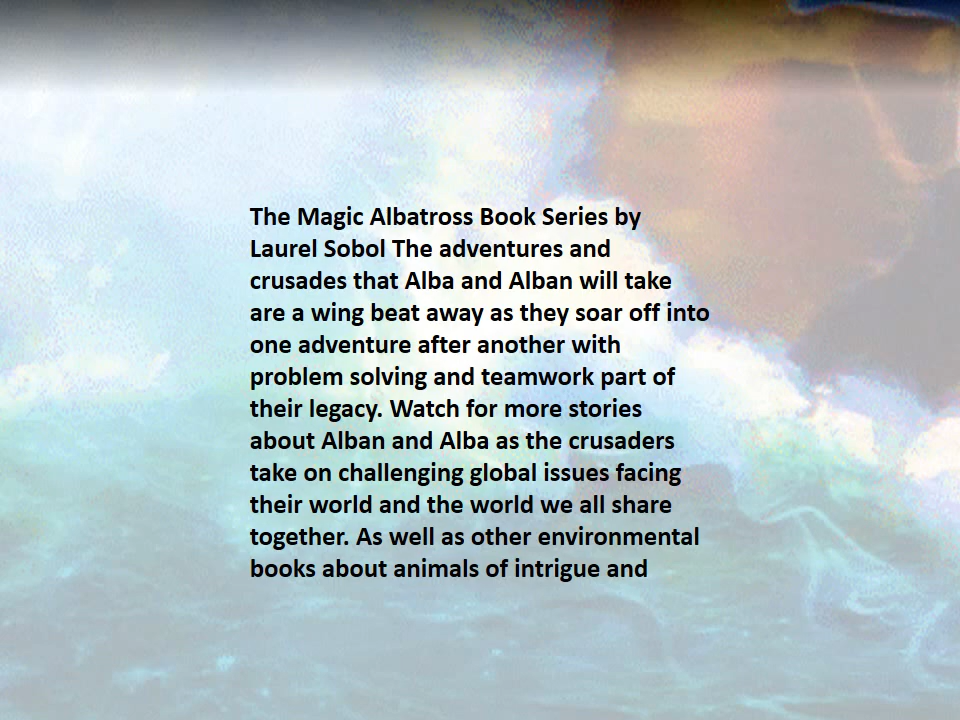 The Magic Albatross Book Series by
Laurel Sobol The adventures and
crusades that Alba and Alban will take
are a wing beat away as they soar off into
one adventure after another with
problem solving and teamwork part of
their legacy. Watch for more stories
about Alban and Alba as the crusaders
take on challenging global issues facing
their world and the world we all share
together. As well as other environmental
books about animals of intrigue and